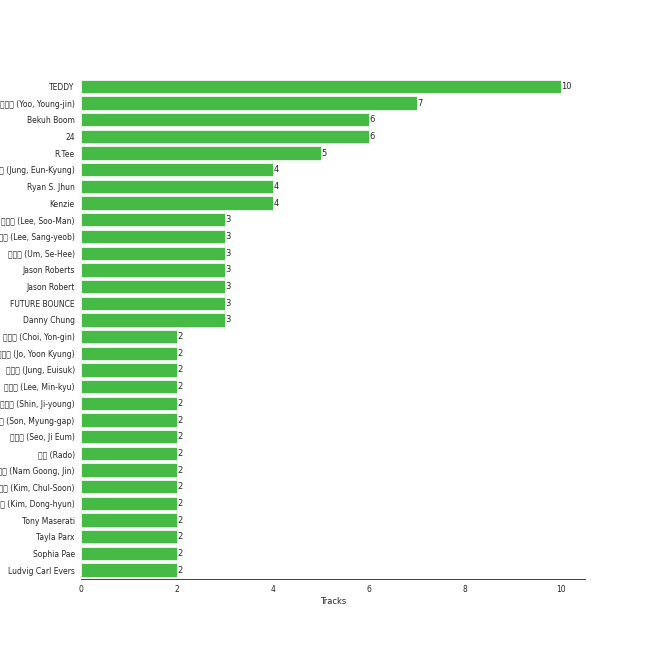 TEDDY 10
(Yoo, Young-jin) 7
Bekuh Boom 6
24 6
R.Tee 5
(Jung, Eun-Kyung) 4
Ryan S. Jhun 4
Kenzie 4
(Lee, Soo-Man) 3
(Lee, Sang-yeob) 3
(Um, Se-Hee) 3
Jason Roberts 3
Jason Robert 3
FUTURE BOUNCE 3
Danny Chung 3
(Choi, Yon-gin) 2
(Jo, Yoon Kyung) 2
(Jung, Euisuk) 2
(Lee, Min-kyu) 2
(Shin, Ji-young) 2
(Son, Myung-gap) 2
(Seo, Ji Eum) 2
(Rado) 2
(Nam Goong, Jin) 2
(Kim, Chul-Soon) 2
(Kim, Dong-hyun) 2
Tony Maserati 2
Tayla Parx 2
Sophia Pae 2
Ludvig Carl Evers 2
0 2 4 6 8 10
Tracks